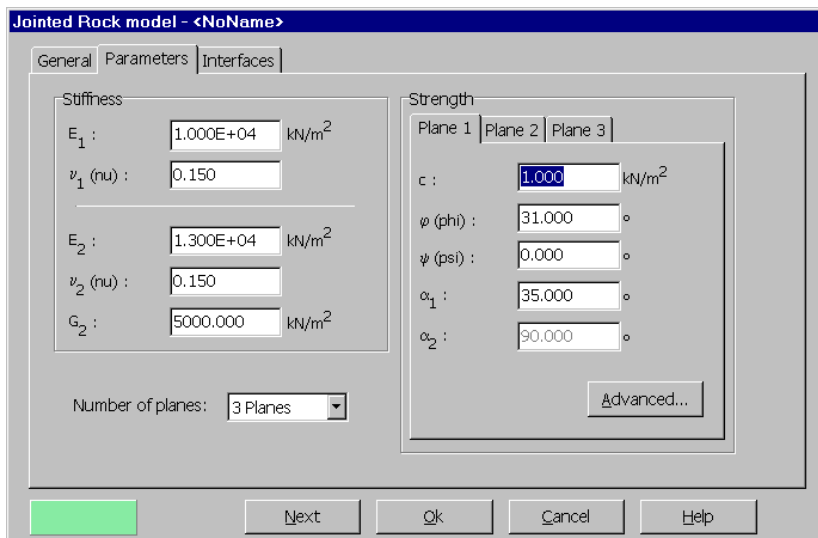 Jointed Rock model - <NoName>
General Parameters Interfaces
Stiffness
E1 : 1.000E+04 kN/m2
ν1 (nu) : 0.150
E2 : 1.300E+04 kN/m2
ν2 (nu) : 0.150
G2 : 5000.000 kN/m2
Number of planes: 3 Planes
Strength
Plane 1 Plane 2 Plane 3
c : 1.000 kN/m2
φ (phi) : 31.000 °
ψ (psi) : 0.000 °
α1 : 35.000 °
α2 : 90.000 °
Advanced...
Next Ok Cancel Help